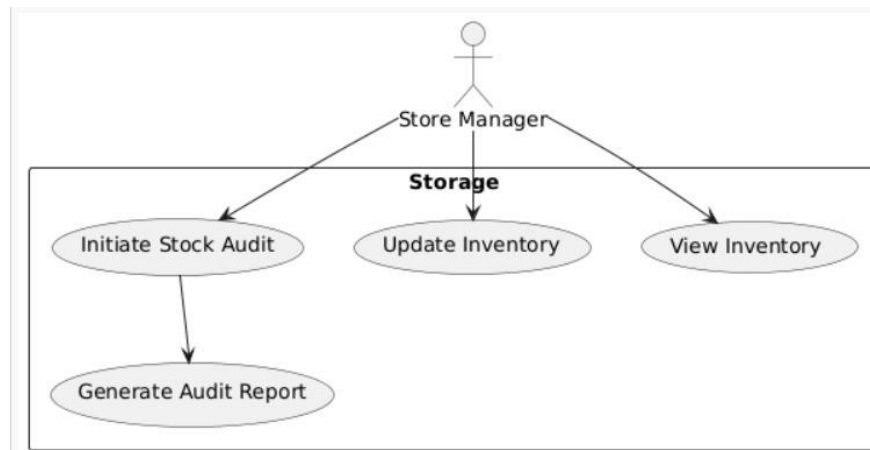 Store Manager
Storage
Initiate Stock Audit
Update Inventory
View Inventory
Generate Audit Report